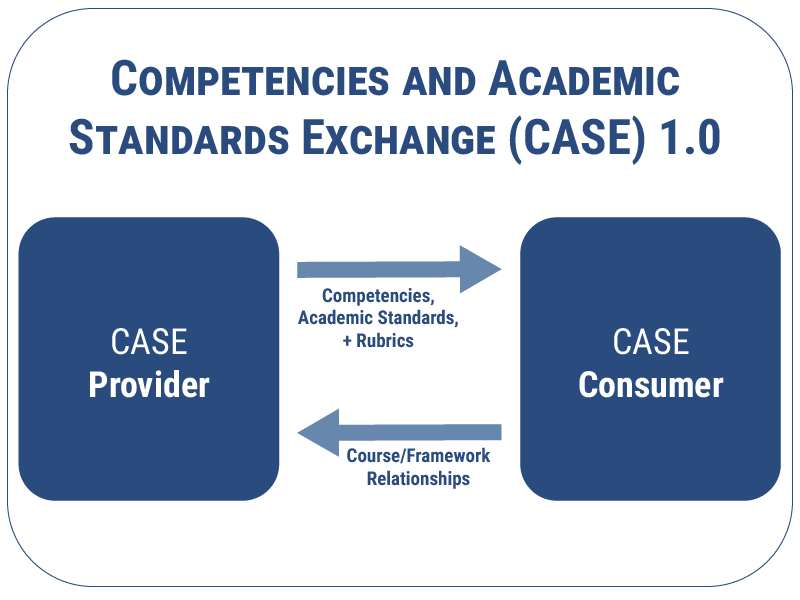 Competencies and Academic
Standards Exchange (CASE) 1.0
CASE
Provider
Competencies,
Academic Standards,
+ Rubrics
Course/Framework
Relationships
CASE
Consumer